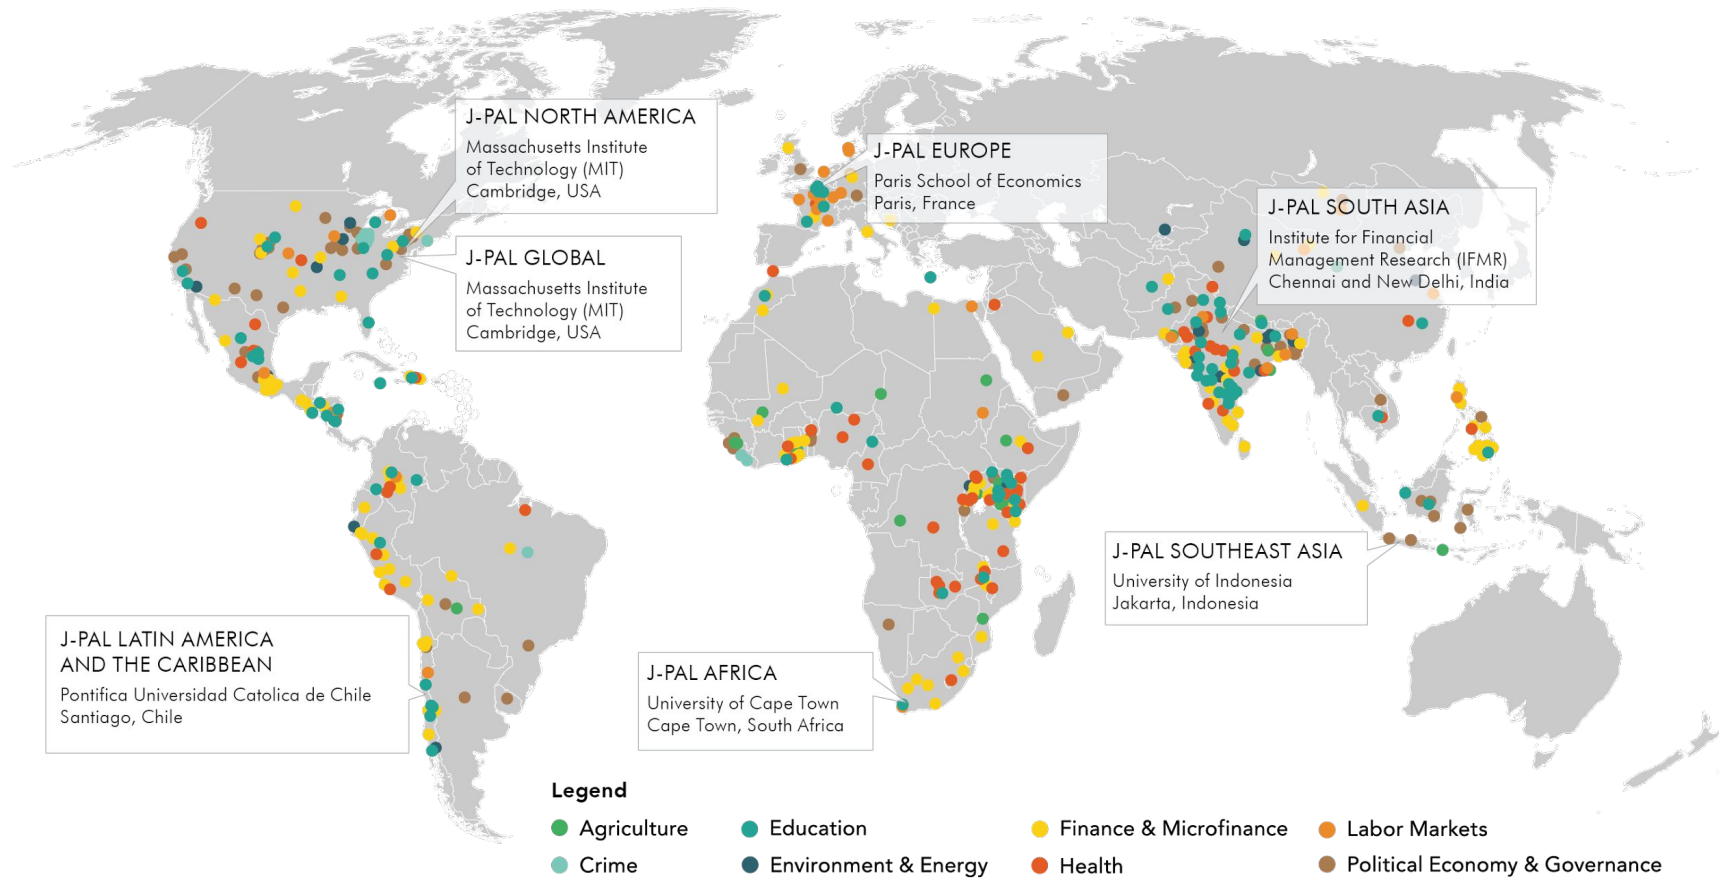 J-PAL NORTH AMERICA
Massachusetts Institute
of Technology (MIT)
Cambridge, USA
J-PAL EUROPE
Paris School of Economics
Paris, France
J-PAL SOUTH ASIA
Institute for Financial
Management Research (IFMR)
Chennai and New Delhi, India
J-PAL GLOBAL
Massachusetts Institute
of Technology (MIT)
Cambridge, USA
J-PAL SOUTHEAST ASIA
University of Indonesia
Jakarta, Indonesia
J-PAL LATIN AMERICA
AND THE CARIBBEAN
Pontifica Universidad Catolica de Chile
Santiago, Chile
J-PAL AFRICA
University of Cape Town
Cape Town, South Africa
Legend
Agriculture
Education
Finance & Microfinance
Labor Markets
Crime
Environment & Energy
Health
Political Economy & Governance